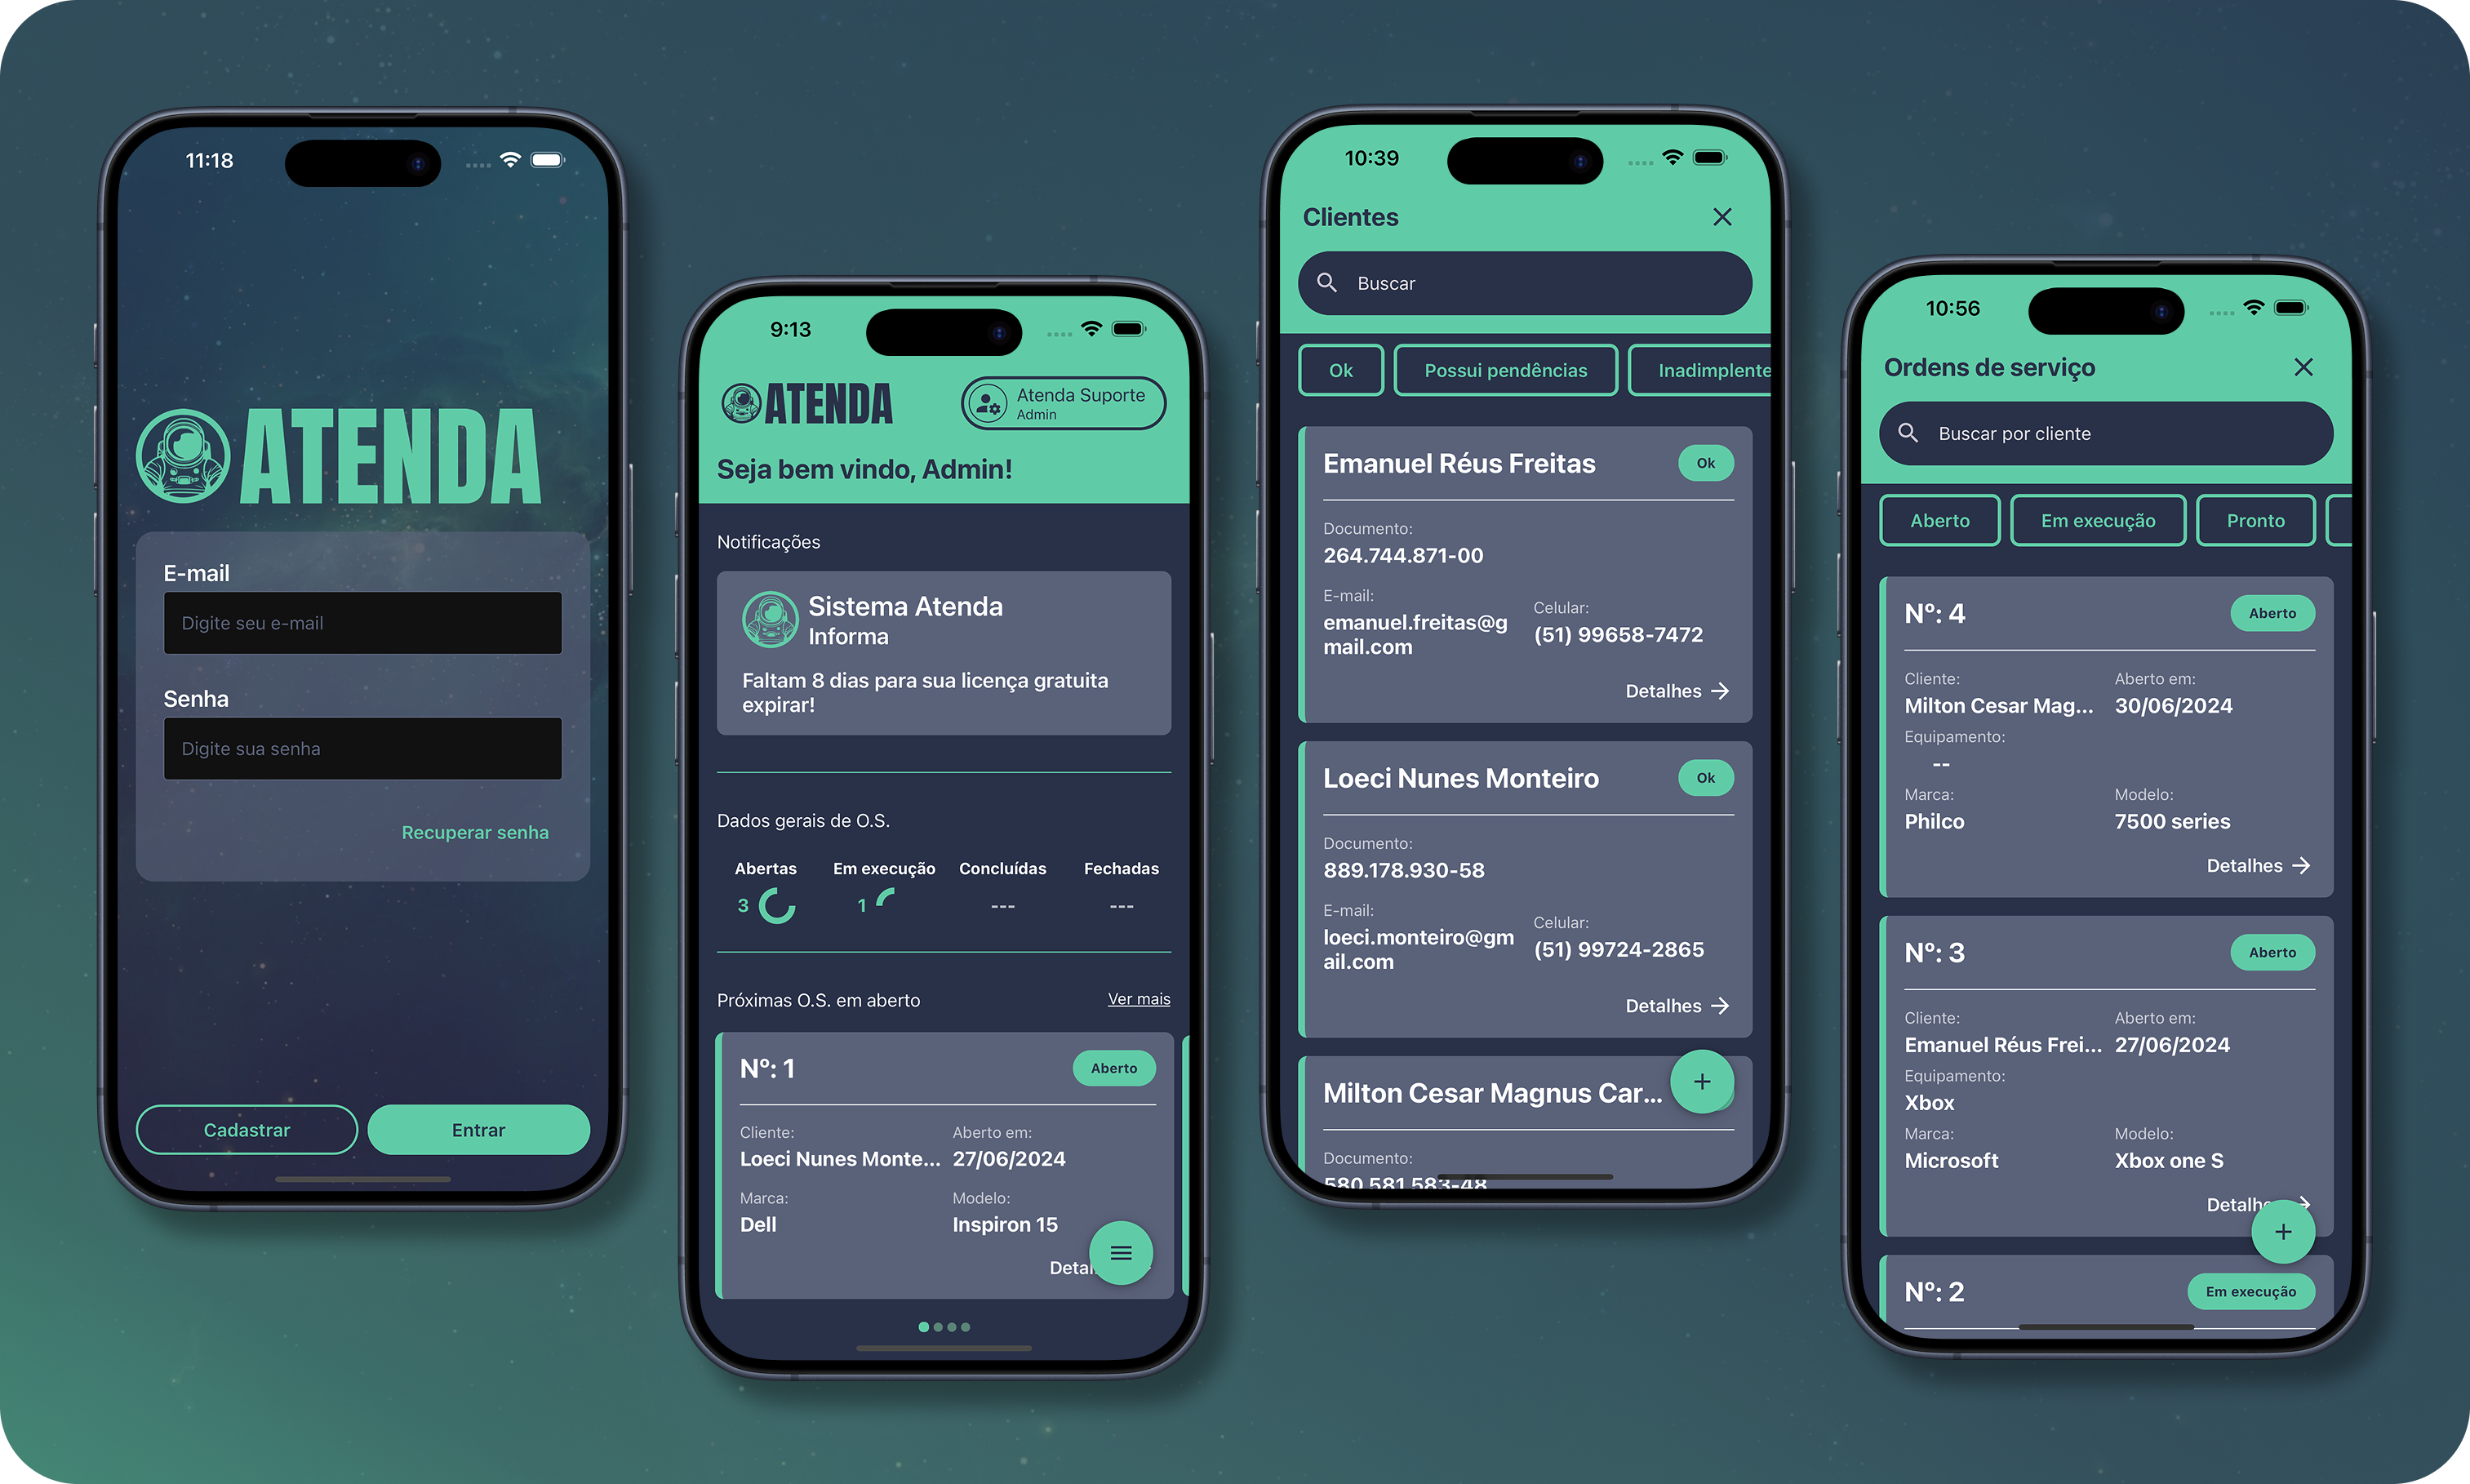 11:18
ATENDA
E-mail
Digite seu e-mail
Senha
Digite sua senha
Recuperar senha
Cadastrar
Entrar
9:13
ATENDA
Atenda Suporte
Admin
Seja bem vindo, Admin!
Notificações
Sistema Atenda
Informa
Faltam 8 dias para sua licença gratuita
expirar!
Dados gerais de O.S.
Abertas Em execução Concluídas Fechadas
3 1 --- ---
Próximas O.S. em aberto Ver mais
Nº: 1 Aberto
Cliente: Aberto em:
Loeci Nunes Monte... 27/06/2024
Marca: Modelo:
Dell Inspiron 15
Detal
10:39
Clientes
Buscar
Ok Possui pendências Inadimplente
Emanuel Réus Freitas Ok
Documento:
264.744.871-00
E-mail: Celular:
emanuel.freitas@g (51) 99658-7472
mail.com
Detalhes
Loeci Nunes Monteiro Ok
Documento:
889.178.930-58
E-mail: Celular:
loeci.monteiro@gm (51) 99724-2865
ail.com
Detalhes
Milton Cesar Magnus Car...
Documento:
580.581.583-48
10:56
Ordens de serviço
Buscar por cliente
Aberto Em execução Pronto
Nº: 4 Aberto
Cliente: Aberto em:
Milton Cesar Mag... 30/06/2024
Equipamento:
--
Marca: Modelo:
Philco 7500 series
Detalhes
Nº: 3 Aberto
Cliente: Aberto em:
Emanuel Réus Frei... 27/06/2024
Equipamento:
Xbox
Marca: Modelo:
Microsoft Xbox one S
Detalhe
Nº: 2 Em execução